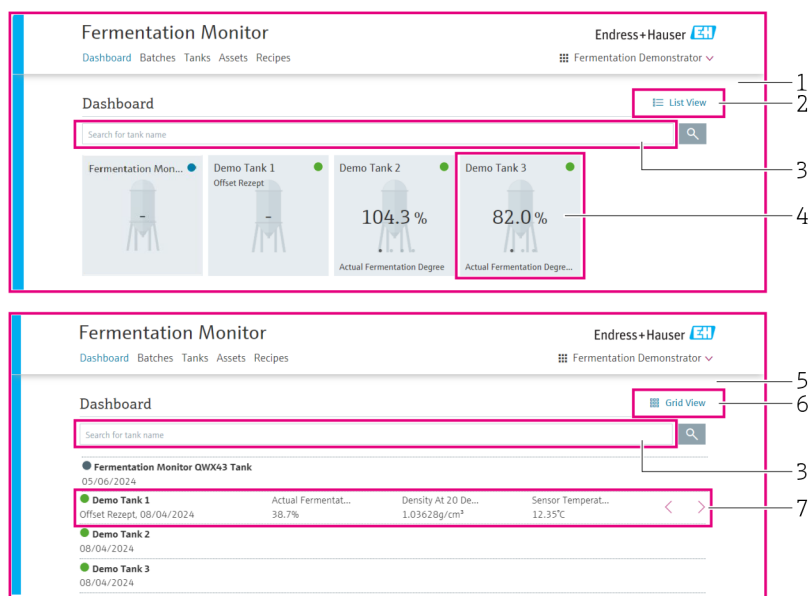 Fermentation Monitor
Endress+Hauser EH
Dashboard Batches Tanks Assets Recipes
Fermentation Demonstrator
1
Dashboard
List View
2
Search for tank name
3
Fermentation Mon...
-
Demo Tank 1
Offset Rezept
-
Demo Tank 2
104.3 %
Actual Fermentation Degree
Demo Tank 3
82.0 %
Actual Fermentation Degre...
4
Fermentation Monitor
Endress+Hauser EH
Dashboard Batches Tanks Assets Recipes
Fermentation Demonstrator
5
Dashboard
Grid View
6
Search for tank name
3
Fermentation Monitor QWX43 Tank
05/06/2024
Demo Tank 1 Actual Fermentat... Density At 20 De... Sensor Temperat...
Offset Rezept, 08/04/2024 38.7% 1.03628g/cm³ 12.35°C
7
Demo Tank 2
08/04/2024
Demo Tank 3
08/04/2024